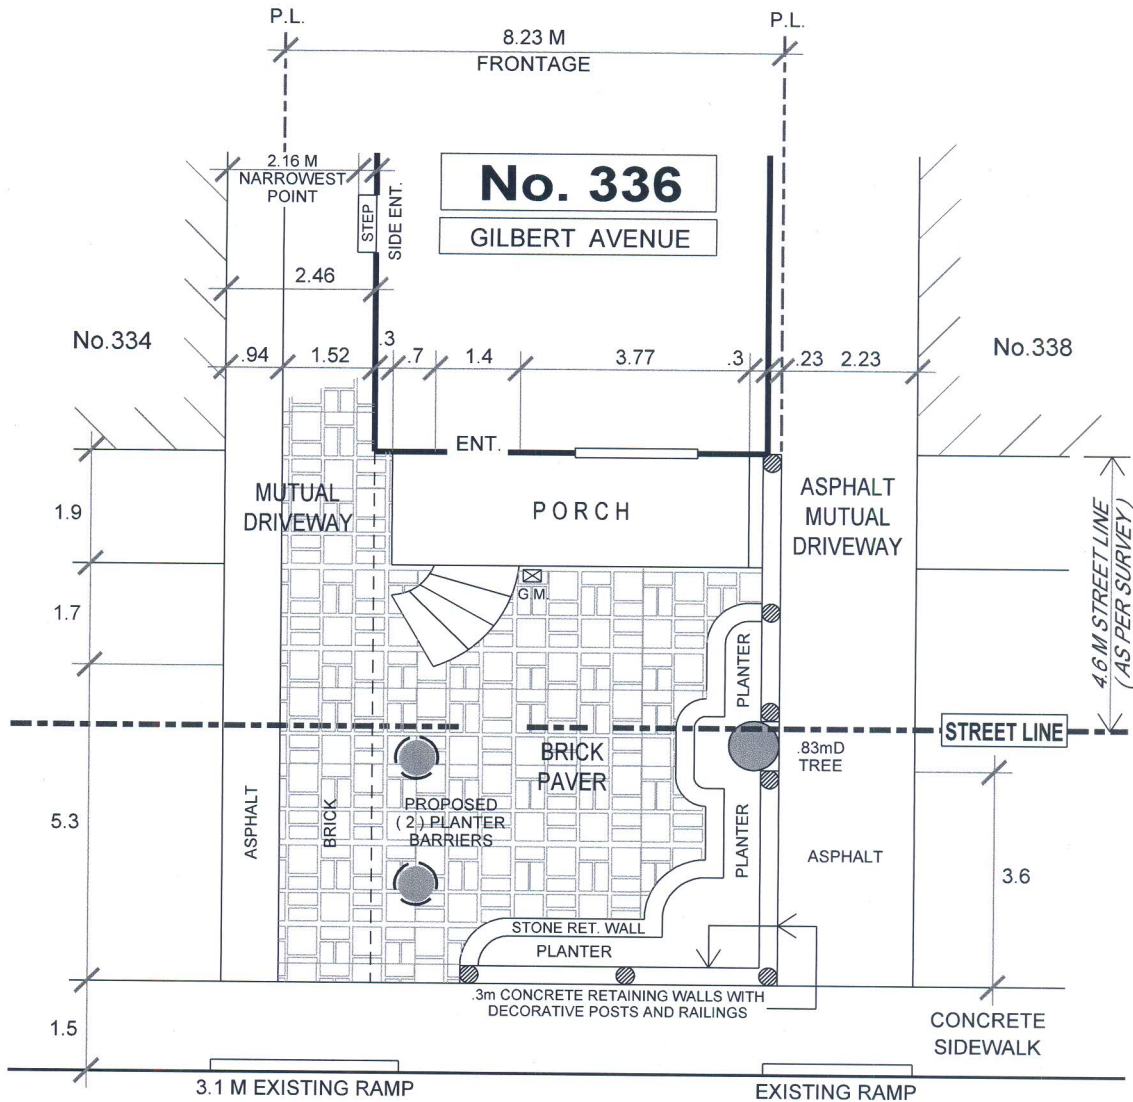 P.L.
P.L.
8.23 M
FRONTAGE
2.16 M
NARROWEST
POINT
STEP
SIDE ENT.
No. 336
GILBERT AVENUE
2.46
No.334
No.338
.94
1.52
.3
.7
1.4
3.77
.3
.23
2.23
ENT.
1.9
MUTUAL
DRIVEWAY
PORCH
ASPHALT
MUTUAL
DRIVEWAY
4.6 M STREET LINE
( AS PER SURVEY )
G.M.
1.7
PLANTER
STREET LINE
BRICK
PAVER
.83mD
TREE
5.3
ASPHALT
BRICK
PROPOSED
( 2 ) PLANTER
BARRIERS
PLANTER
ASPHALT
3.6
STONE RET. WALL
PLANTER
.3m CONCRETE RETAINING WALLS WITH
DECORATIVE POSTS AND RAILINGS
1.5
CONCRETE
SIDEWALK
3.1 M EXISTING RAMP
EXISTING RAMP